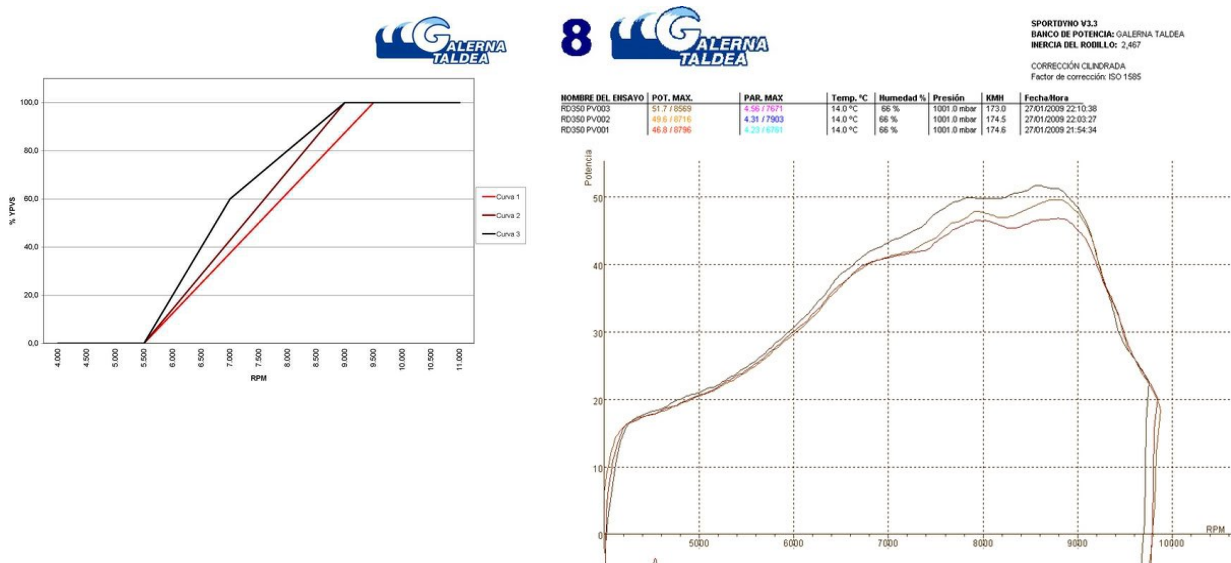 GALERNA
TALDEA
100,0
80,0
60,0
40,0
20,0
0,0
% YPVS
4.000 4.500 5.000 5.500 6.000 6.500 7.000 7.500 8.000 8.500 9.000 9.500 10.000 10.500 11.000
RPM
Curva 1
Curva 2
Curva 3
8
GALERNA
TALDEA
SPORTDYNO V3.3
BANCO DE POTENCIA: GALERNA TALDEA
INERCIA DEL RODILLO: 2,467
CORRECCIÓN CILINDRADA
Factor de corrección: ISO 1585
NOMBRE DEL ENSAYO POT. MAX. PAR. MAX Temp. ºC Humedad % Presión KMH Fecha/Hora
RD350 PV003 51.7 / 8569 4.56 / 7671 14.0 ºC 66 % 1001.0 mbar 173.0 27/01/2009 22:10:38
RD350 PV002 49.6 / 8716 4.31 / 7903 14.0 ºC 66 % 1001.0 mbar 174.5 27/01/2009 22:03:27
RD350 PV001 46.8 / 8796 4.23 / 6781 14.0 ºC 66 % 1001.0 mbar 174.6 27/01/2009 21:54:34
Potencia
50
40
30
20
10
0
RPM
5000 6000 7000 8000 9000 10000